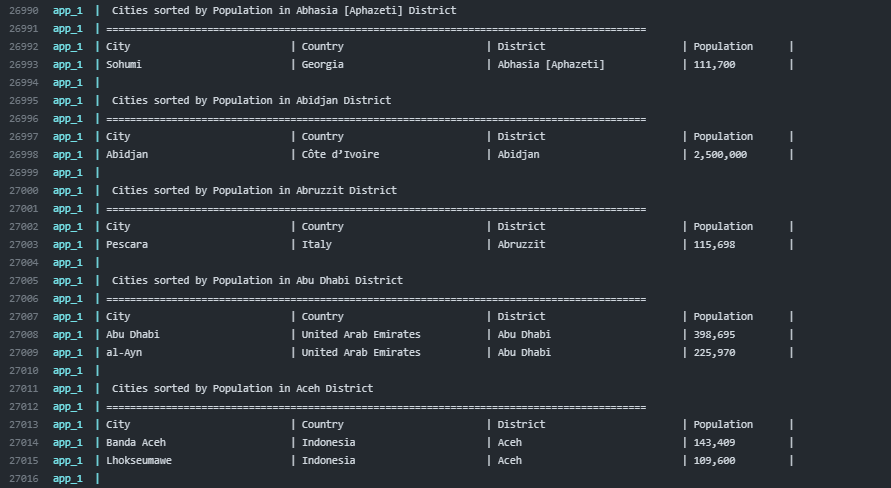 26990 app_1 | Cities sorted by Population in Abhasia [Aphazeti] District
26991 app_1 | ===========================================================================================
26992 app_1 | City | Country | District | Population |
26993 app_1 | Sohumi | Georgia | Abhasia [Aphazeti] | 111,700 |
26994 app_1 |
26995 app_1 | Cities sorted by Population in Abidjan District
26996 app_1 | ===========================================================================================
26997 app_1 | City | Country | District | Population |
26998 app_1 | Abidjan | Côte d’Ivoire | Abidjan | 2,500,000 |
26999 app_1 |
27000 app_1 | Cities sorted by Population in Abruzzit District
27001 app_1 | ===========================================================================================
27002 app_1 | City | Country | District | Population |
27003 app_1 | Pescara | Italy | Abruzzit | 115,698 |
27004 app_1 |
27005 app_1 | Cities sorted by Population in Abu Dhabi District
27006 app_1 | ===========================================================================================
27007 app_1 | City | Country | District | Population |
27008 app_1 | Abu Dhabi | United Arab Emirates | Abu Dhabi | 398,695 |
27009 app_1 | al-Ayn | United Arab Emirates | Abu Dhabi | 225,970 |
27010 app_1 |
27011 app_1 | Cities sorted by Population in Aceh District
27012 app_1 | ===========================================================================================
27013 app_1 | City | Country | District | Population |
27014 app_1 | Banda Aceh | Indonesia | Aceh | 143,409 |
27015 app_1 | Lhokseumawe | Indonesia | Aceh | 109,600 |
27016 app_1 |